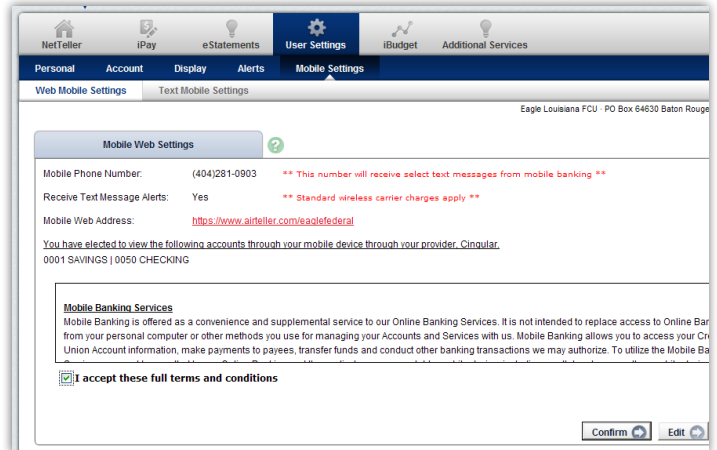 NetTeller iPay eStatements User Settings iBudget Additional Services
Personal Account Display Alerts Mobile Settings
Web Mobile Settings Text Mobile Settings
Eagle Louisiana FCU - PO Box 64630 Baton Rouge
Mobile Web Settings ?
Mobile Phone Number: (404)281-0903 ** This number will receive select text messages from mobile banking **
Receive Text Message Alerts: Yes ** Standard wireless carrier charges apply **
Mobile Web Address: https://www.airteller.com/eaglefederal
You have elected to view the following accounts through your mobile device through your provider, Cingular.
0001 SAVINGS | 0050 CHECKING
Mobile Banking Services
Mobile Banking is offered as a convenience and supplemental service to our Online Banking Services. It is not intended to replace access to Online Ban
from your personal computer or other methods you use for managing your Accounts and Services with us. Mobile Banking allows you to access your Cre
Union Account information, make payments to payees, transfer funds and conduct other banking transactions we may authorize. To utilize the Mobile Ba
I accept these full terms and conditions
Confirm Edit